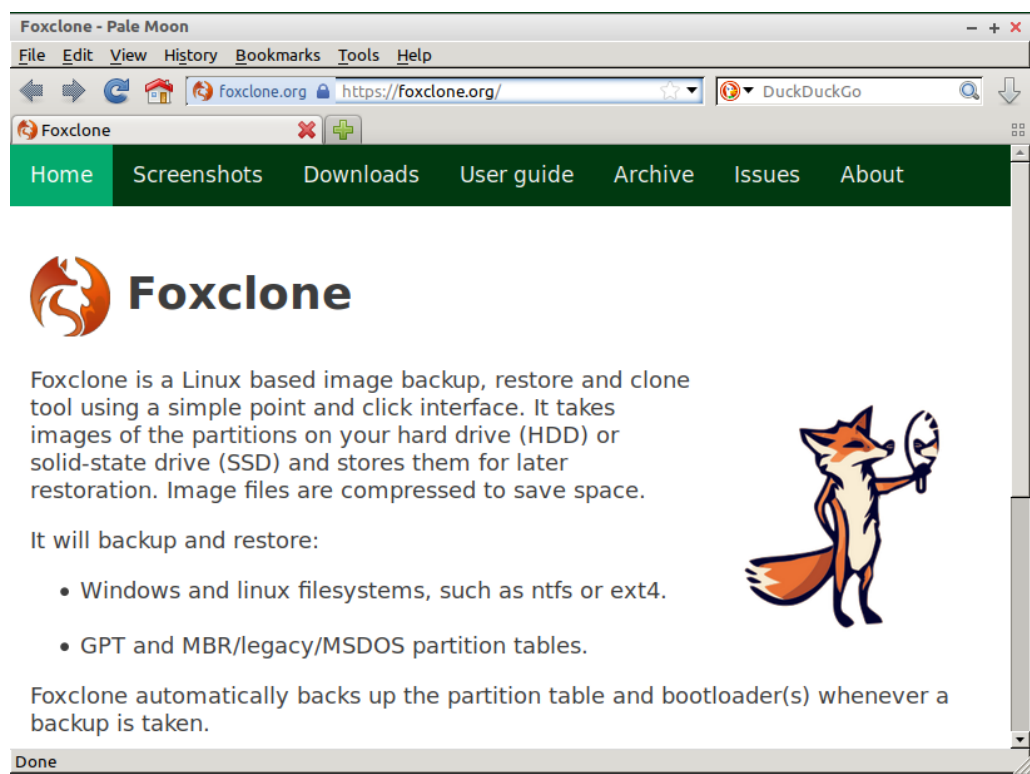 Foxclone - Pale Moon
File Edit View History Bookmarks Tools Help
foxclone.org https://foxclone.org/ DuckDuckGo
Foxclone
Home Screenshots Downloads User guide Archive Issues About
Foxclone
Foxclone is a Linux based image backup, restore and clone
tool using a simple point and click interface. It takes
images of the partitions on your hard drive (HDD) or
solid-state drive (SSD) and stores them for later
restoration. Image files are compressed to save space.
It will backup and restore:
• Windows and linux filesystems, such as ntfs or ext4.
• GPT and MBR/legacy/MSDOS partition tables.
Foxclone automatically backs up the partition table and bootloader(s) whenever a
backup is taken.
Done